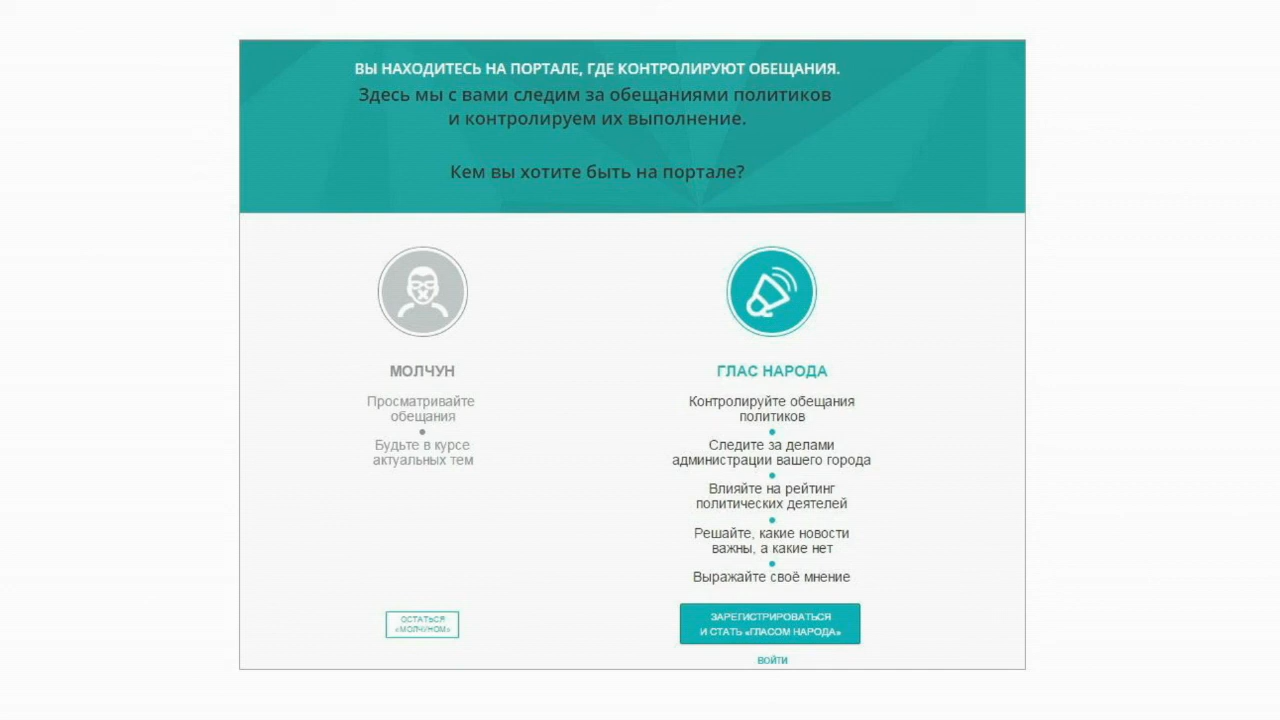 ВЫ НАХОДИТЕСЬ НА ПОРТАЛЕ, ГДЕ КОНТРОЛИРУЮТ ОБЕЩАНИЯ.
Здесь мы с вами следим за обещаниями политиков
и контролируем их выполнение.
Кем вы хотите быть на портале?
МОЛЧУН
Просматривайте
обещания
Будьте в курсе
актуальных тем
ОСТАТЬСЯ
«МОЛЧУНОМ»
ГЛАС НАРОДА
Контролируйте обещания
политиков
Следите за делами
администрации вашего города
Влияйте на рейтинг
политических деятелей
Решайте, какие новости
важны, а какие нет
Выражайте своё мнение
ЗАРЕГИСТРИРОВАТЬСЯ
И СТАТЬ «ГЛАСОМ НАРОДА»
ВОЙТИ